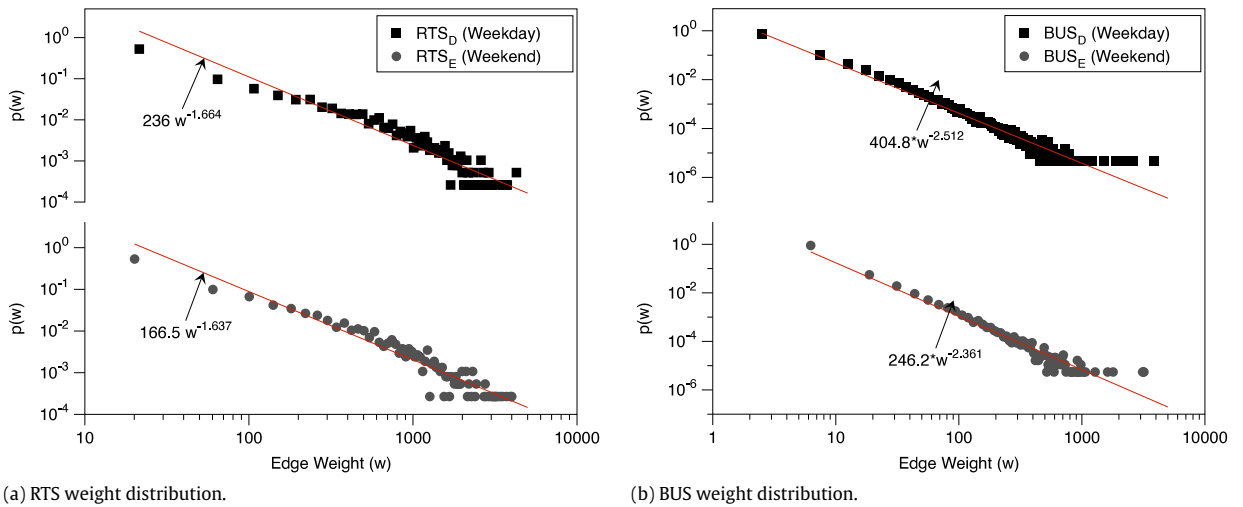 RTS_D (Weekday)
RTS_E (Weekend)
10^0
10^-1
10^-2
10^-3
10^-4
p(w)
236 w^-1.664
10^0
10^-1
10^-2
10^-3
10^-4
p(w)
166.5 w^-1.637
10
100
1000
10000
Edge Weight (w)
(a) RTS weight distribution.
BUS_D (Weekday)
BUS_E (Weekend)
10^0
10^-2
10^-4
10^-6
p(w)
404.8*w^-2.512
10^0
10^-2
10^-4
10^-6
p(w)
246.2*w^-2.361
1
10
100
1000
10000
Edge Weight (w)
(b) BUS weight distribution.